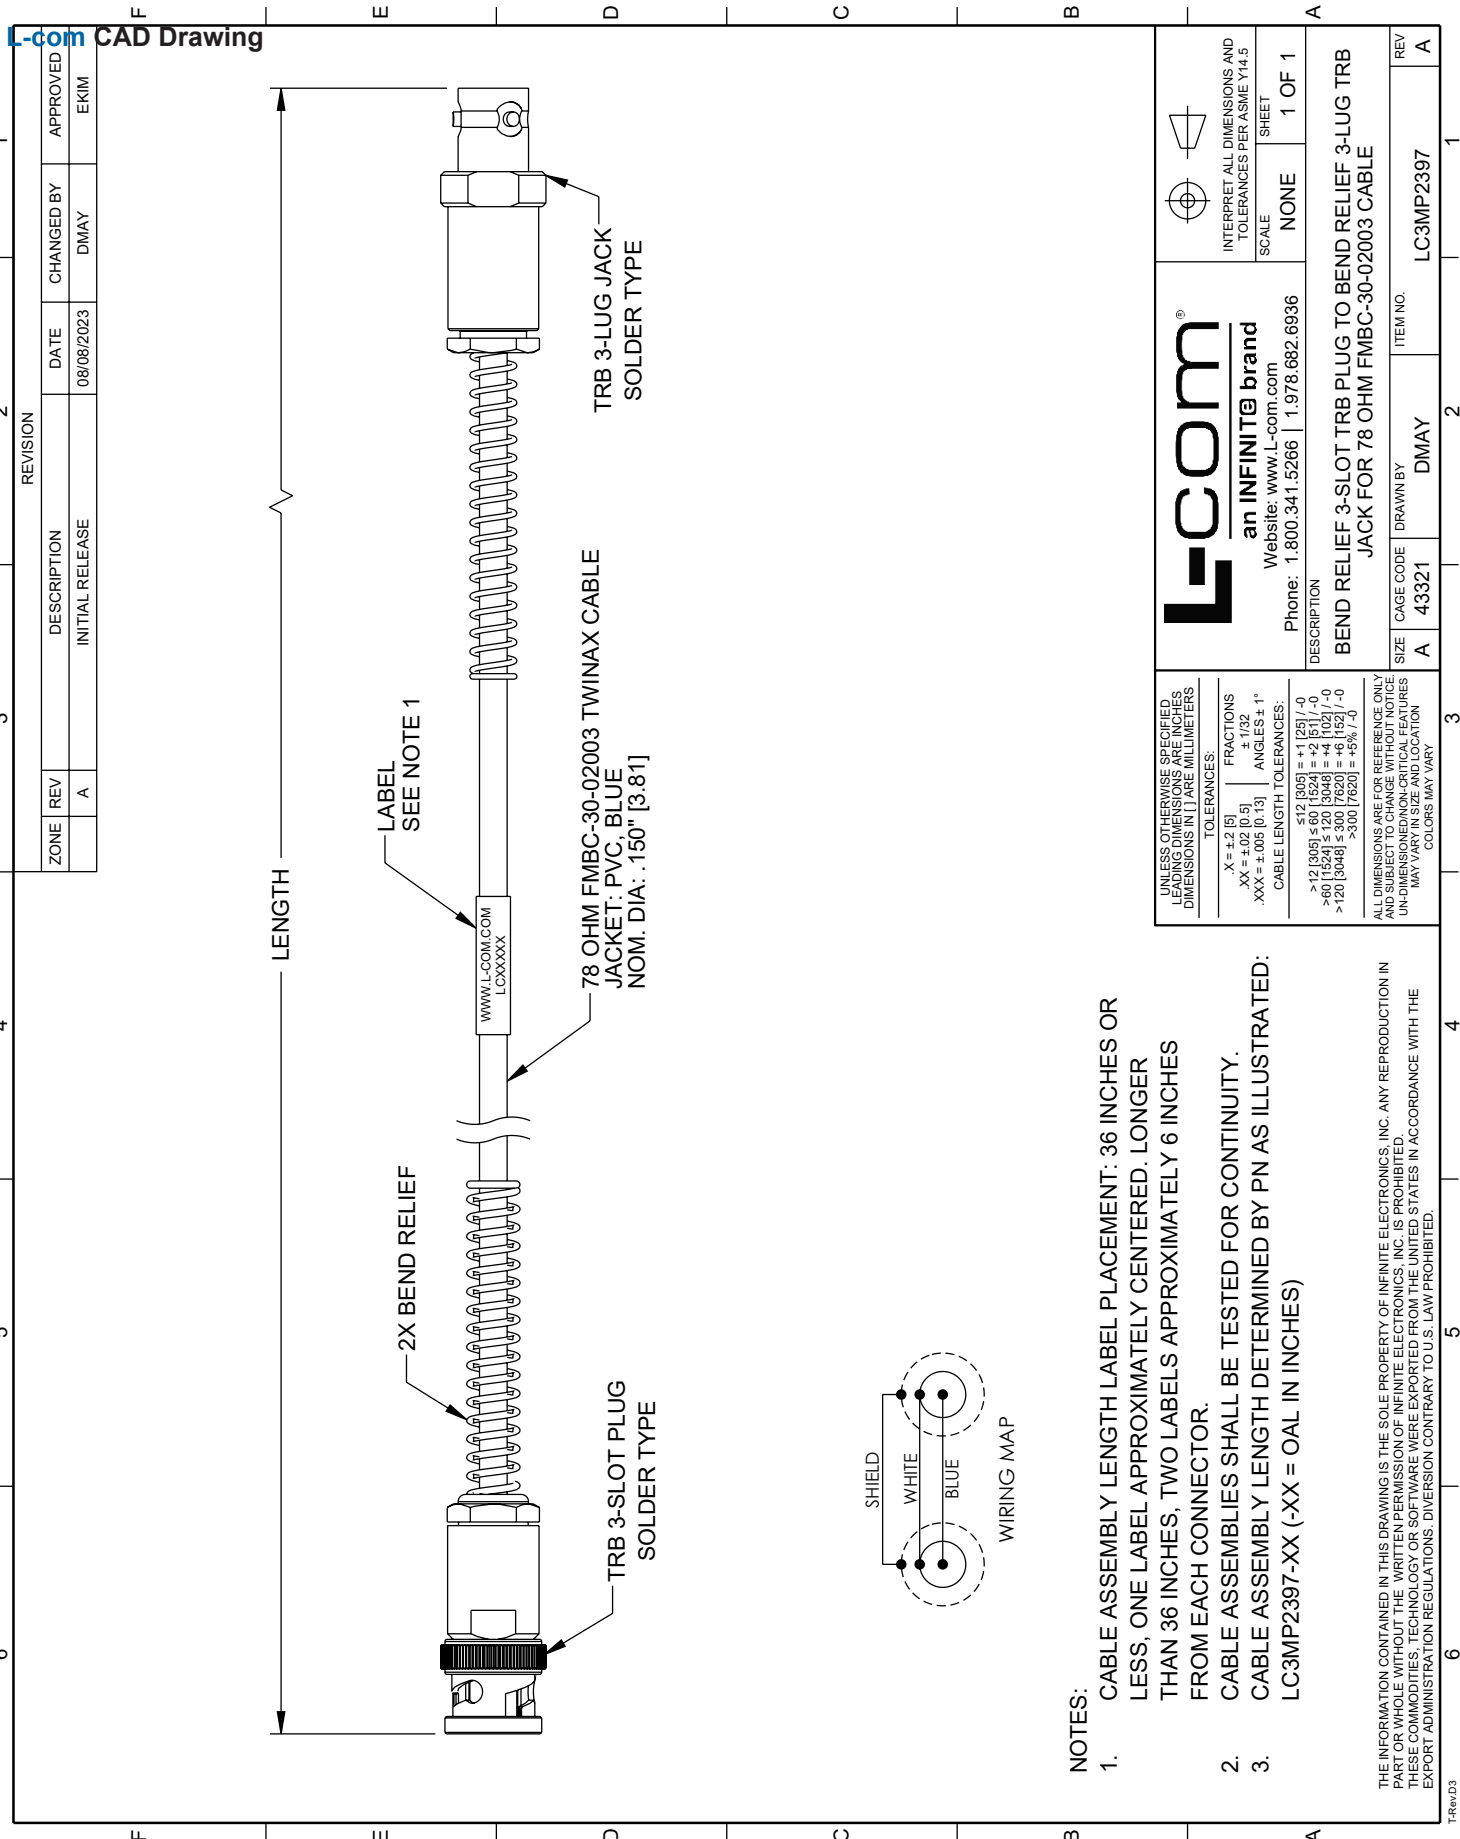 L-com CAD Drawing
REVISION
ZONE REV DESCRIPTION DATE CHANGED BY APPROVED
A INITIAL RELEASE 08/08/2023 DMAY EKIM
LENGTH
2X BEND RELIEF
LABEL
SEE NOTE 1
WWW.L-COM.COM
LCXXXXX
TRB 3-SLOT PLUG
SOLDER TYPE
78 OHM FMBC-30-02003 TWINAX CABLE
JACKET: PVC, BLUE
NOM. DIA: .150" [3.81]
TRB 3-LUG JACK
SOLDER TYPE
SHIELD
WHITE
BLUE
WIRING MAP
NOTES:
1. CABLE ASSEMBLY LENGTH LABEL PLACEMENT: 36 INCHES OR
LESS, ONE LABEL APPROXIMATELY CENTERED. LONGER
THAN 36 INCHES, TWO LABELS APPROXIMATELY 6 INCHES
FROM EACH CONNECTOR.
2. CABLE ASSEMBLIES SHALL BE TESTED FOR CONTINUITY.
3. CABLE ASSEMBLY LENGTH DETERMINED BY PN AS ILLUSTRATED:
LC3MP2397-XX (-XX = OAL IN INCHES)
THE INFORMATION CONTAINED IN THIS DRAWING IS THE SOLE PROPERTY OF INFINITE ELECTRONICS, INC. ANY REPRODUCTION IN
PART OR WHOLE WITHOUT THE WRITTEN PERMISSION OF INFINITE ELECTRONICS, INC. IS PROHIBITED.
THESE COMMODITIES, TECHNOLOGY OR SOFTWARE WERE EXPORTED FROM THE UNITED STATES IN ACCORDANCE WITH THE
EXPORT ADMINISTRATION REGULATIONS. DIVERSION CONTRARY TO U.S. LAW PROHIBITED.
UNLESS OTHERWISE SPECIFIED
LEADING DIMENSIONS ARE INCHES
DIMENSIONS IN [ ] ARE MILLIMETERS
TOLERANCES:
.X = ±.2 [5] FRACTIONS
.XX = ±.02 [0.5] ± 1/32
.XXX = ±.005 [0.13] ANGLES ± 1°
CABLE LENGTH TOLERANCES:
≤12 [305] = +1 [25] / -0
>12 [305] ≤ 60 [1524] = +2 [51] / -0
>60 [1524] ≤ 120 [3048] = +4 [102] / -0
>120 [3048] ≤ 300 [7620] = +6 [152] / -0
>300 [7620] = +5% / -0
ALL DIMENSIONS ARE FOR REFERENCE ONLY
AND SUBJECT TO CHANGE WITHOUT NOTICE.
UN-DIMENSIONED/NON-CRITICAL FEATURES
MAY VARY IN SIZE AND LOCATION
COLORS MAY VARY
L-com®
an INFINITE brand
Website: www.L-com.com
Phone: 1.800.341.5266 | 1.978.682.6936
INTERPRET ALL DIMENSIONS AND
TOLERANCES PER ASME Y14.5
SCALE SHEET
NONE 1 OF 1
DESCRIPTION
BEND RELIEF 3-SLOT TRB PLUG TO BEND RELIEF 3-LUG TRB
JACK FOR 78 OHM FMBC-30-02003 CABLE
SIZE CAGE CODE DRAWN BY ITEM NO. REV
A 43321 DMAY LC3MP2397 A
T-Rev.D3
6 5 4 3 2 1
6 5 4 3 2 1
F E D C B A
F E D C B A